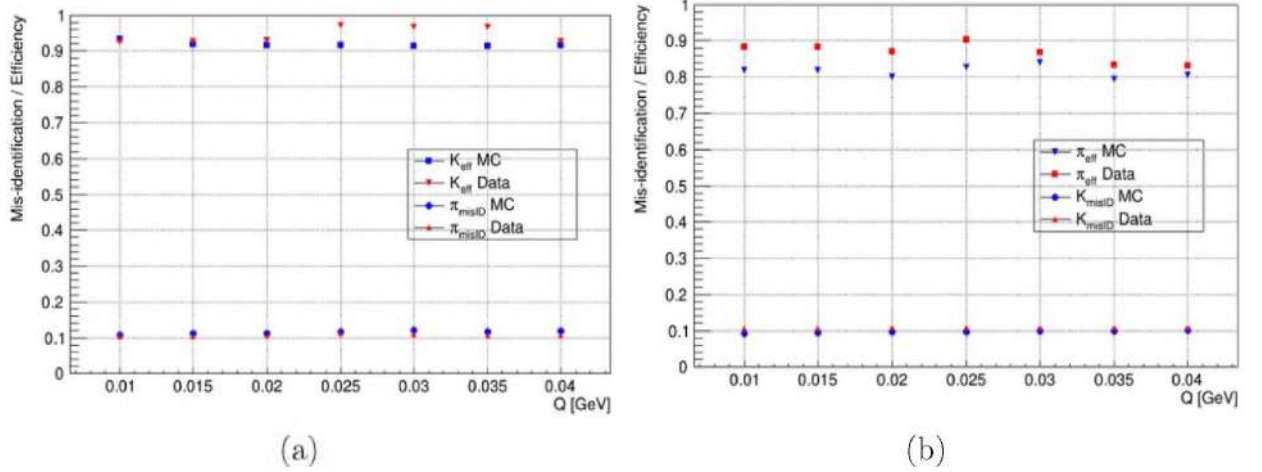 Mis-identification / Efficiency
1
0.9
0.8
0.7
0.6
0.5
0.4
0.3
0.2
0.1
0
K_eff MC
K_eff Data
π_misID MC
π_misID Data
0.01 0.015 0.02 0.025 0.03 0.035 0.04
Q [GeV]
(a)
Mis-identification / Efficiency
1
0.9
0.8
0.7
0.6
0.5
0.4
0.3
0.2
0.1
0
π_eff MC
π_eff Data
K_misID MC
K_misID Data
0.01 0.015 0.02 0.025 0.03 0.035 0.04
Q [GeV]
(b)